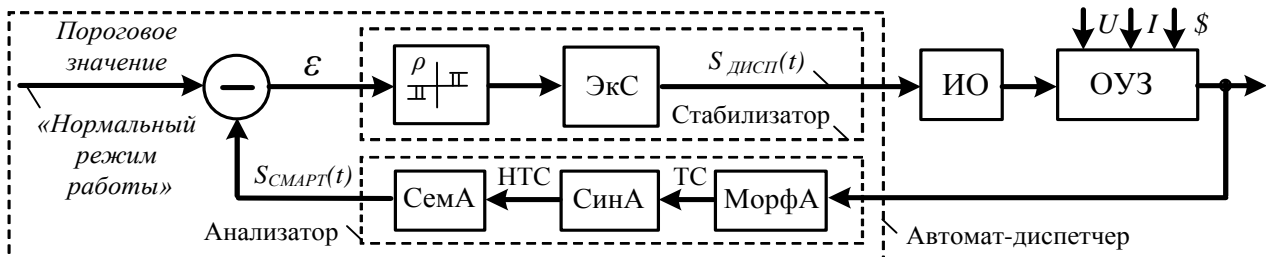 Пороговое
значение
«Нормальный
режим
работы»
ε
ρ
ЭкС
S ДИСП(t)
Стабилизатор
ИО
U I $
ОУЗ
SСМАРТ(t)
СемА
НТС
СинА
ТС
МорфА
Анализатор
Автомат-диспетчер